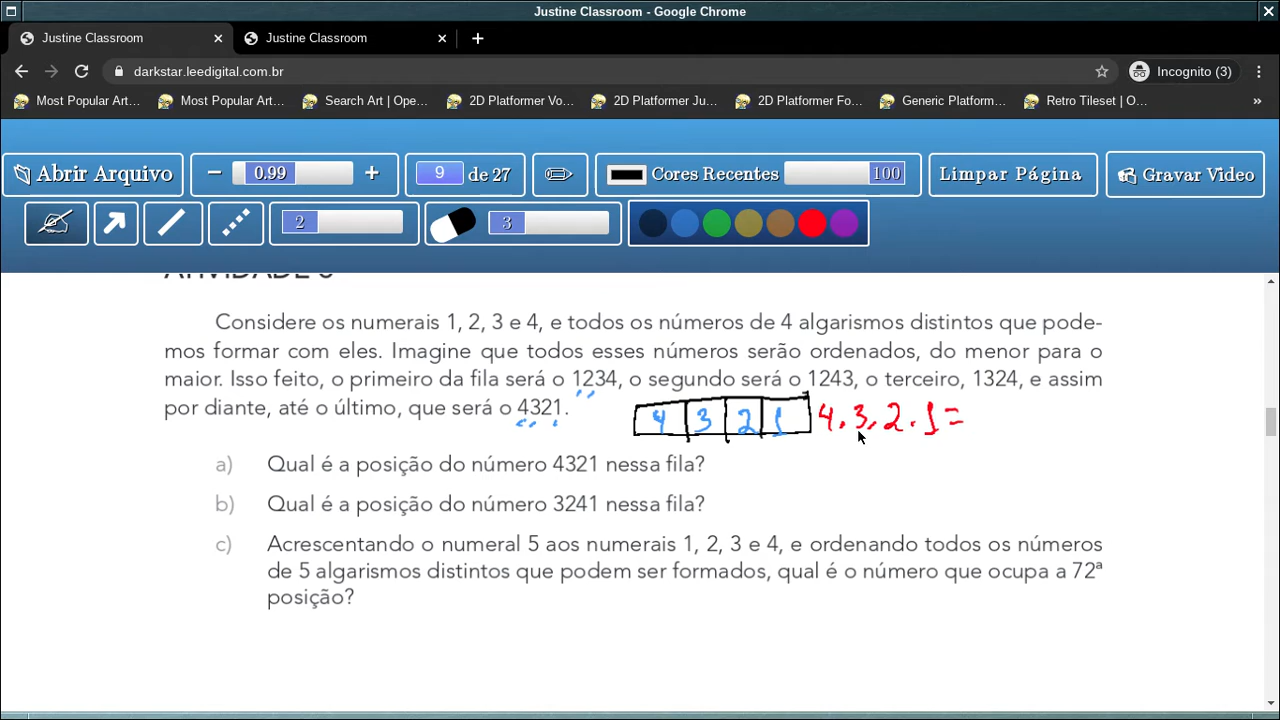 Justine Classroom - Google Chrome
Justine Classroom
Justine Classroom
darkstar.leedigital.com.br
Incognito (3)
Most Popular Art...
Most Popular Art...
Search Art | Ope...
2D Platformer Vo...
2D Platformer Ju...
2D Platformer Fo...
Generic Platform...
Retro Tileset | O...
Abrir Arquivo
0.99
9 de 27
Cores Recentes
100
Limpar Página
Gravar Video
2
3
Considere os numerais 1, 2, 3 e 4, e todos os números de 4 algarismos distintos que pode-
mos formar com eles. Imagine que todos esses números serão ordenados, do menor para o
maior. Isso feito, o primeiro da fila será o 1234, o segundo será o 1243, o terceiro, 1324, e assim
por diante, até o último, que será o 4321.
4 3 2 1 4.3.2.1=
a) Qual é a posição do número 4321 nessa fila?
b) Qual é a posição do número 3241 nessa fila?
c) Acrescentando o numeral 5 aos numerais 1, 2, 3 e 4, e ordenando todos os números
de 5 algarismos distintos que podem ser formados, qual é o número que ocupa a 72ª
posição?